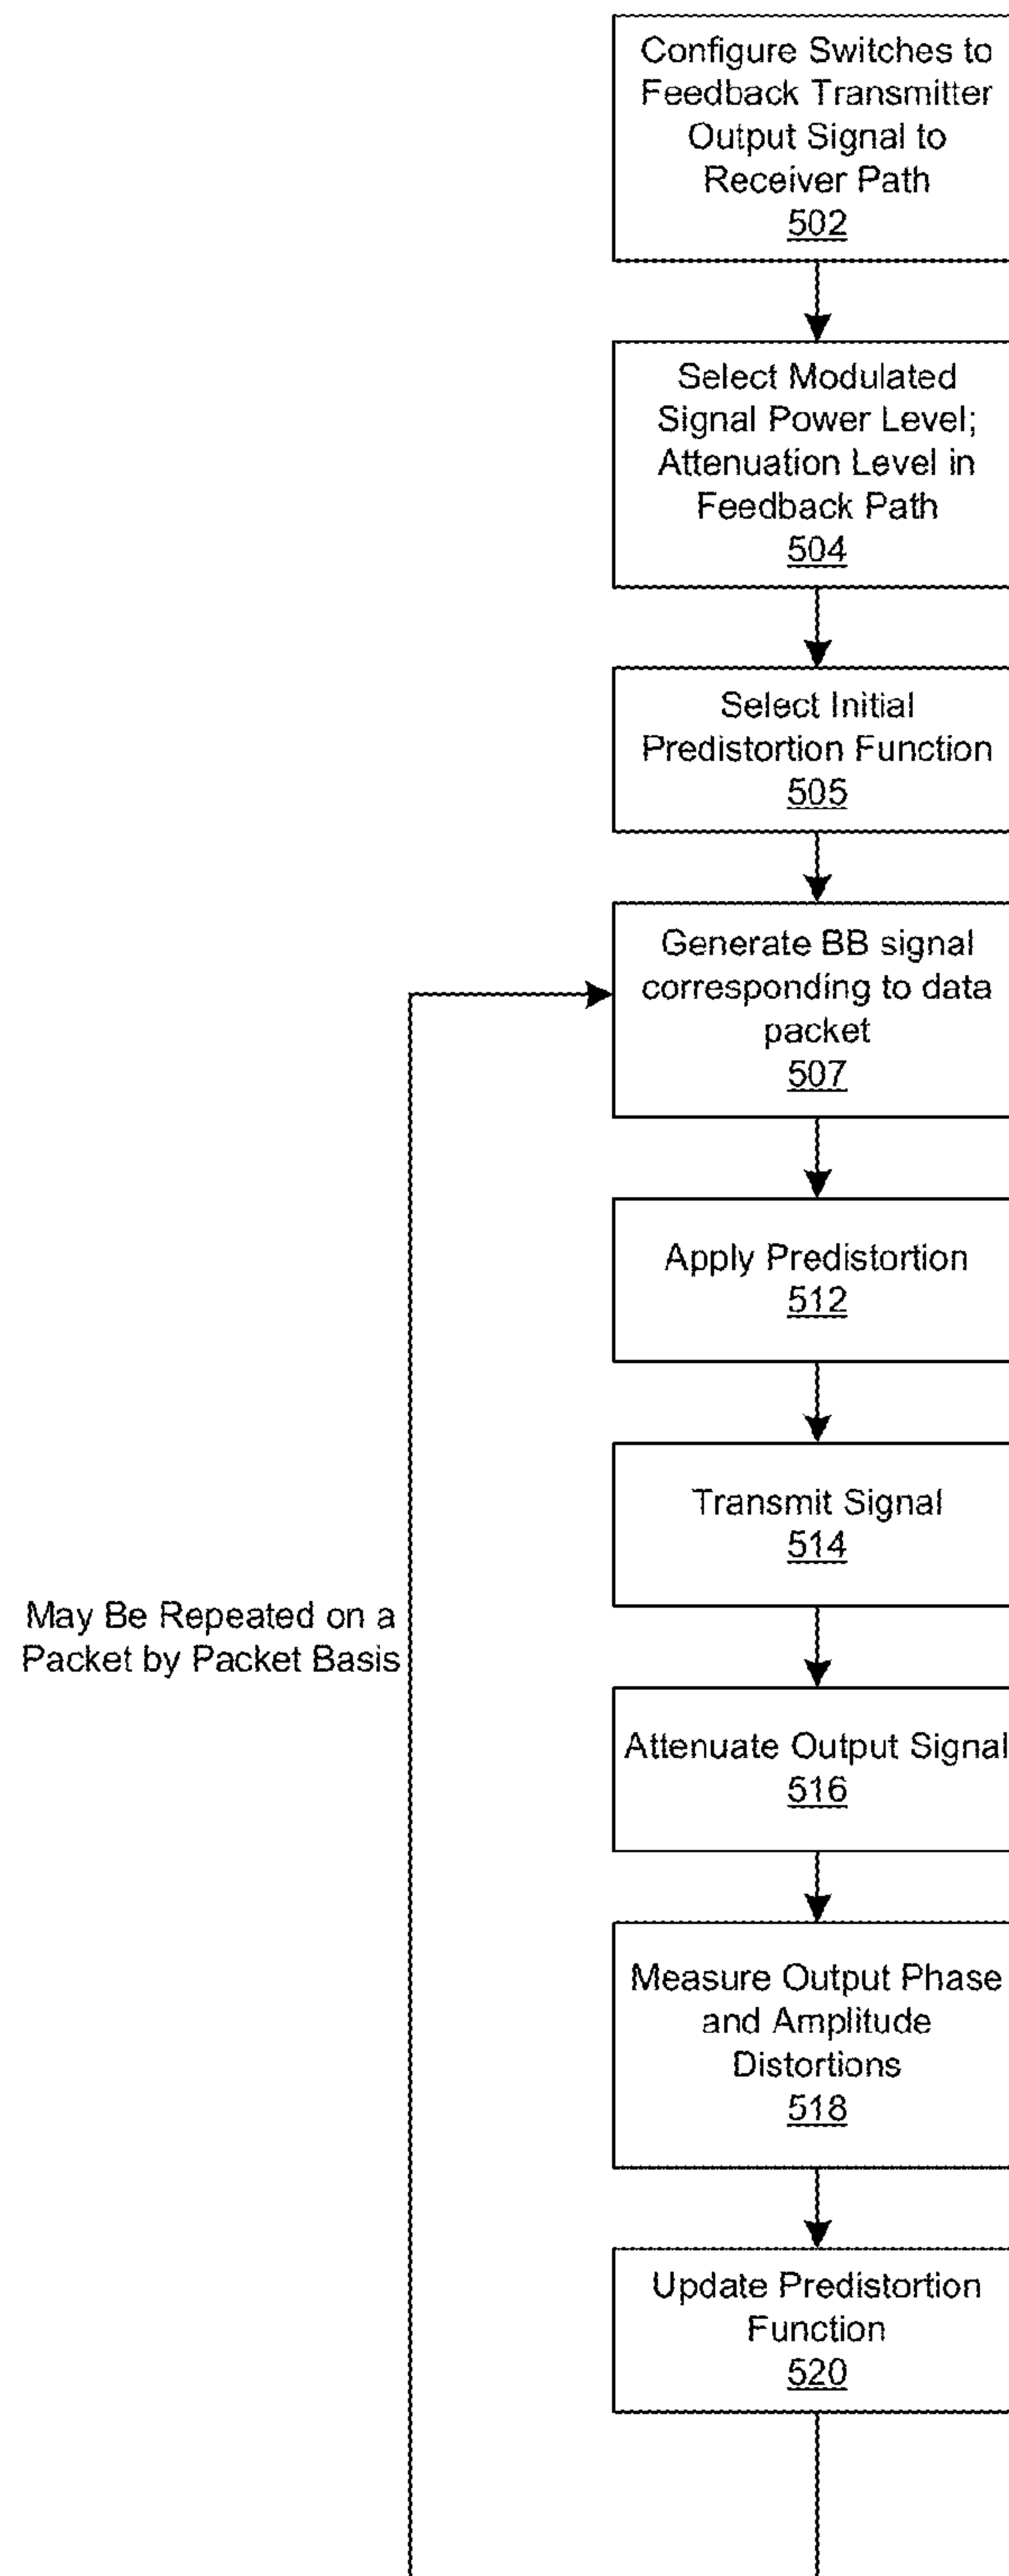 Configure Switches to
Feedback Transmitter
Output Signal to
Receiver Path
502
Select Modulated
Signal Power Level;
Attenuation Level in
Feedback Path
504
Select Initial
Predistortion Function
505
Generate BB signal
corresponding to data
packet
507
Apply Predistortion
512
Transmit Signal
514
May Be Repeated on a
Packet by Packet Basis
Attenuate Output Signal
516
Measure Output Phase
and Amplitude
Distortions
518
Update Predistortion
Function
520